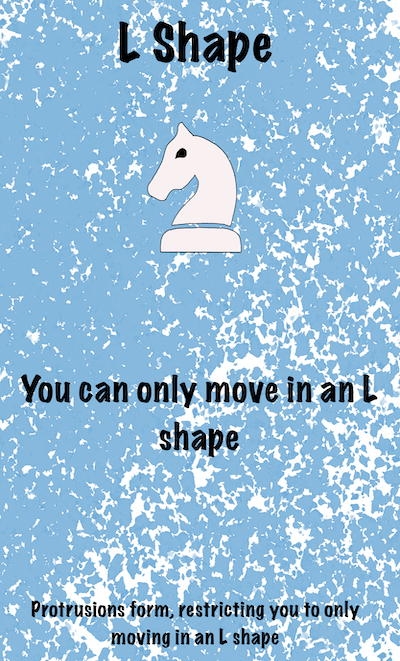 L Shape
You can only move in an L
shape
Protrusions form, restricting you to only
moving in an L shape